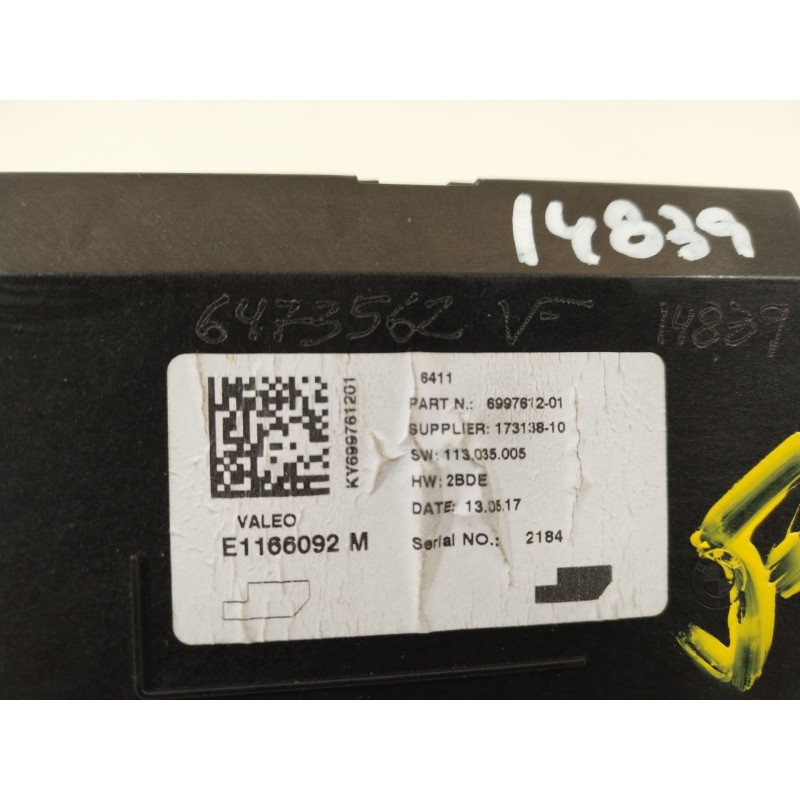 14839
6473562 V- 14839
6411
PART N.: 6997612-01
SUPPLIER: 173138-10
SW: 113.035.005
HW: 2BDE
DATE: 13.05.17
Serial NO.: 2184
KY699761201
VALEO
E1166092 M